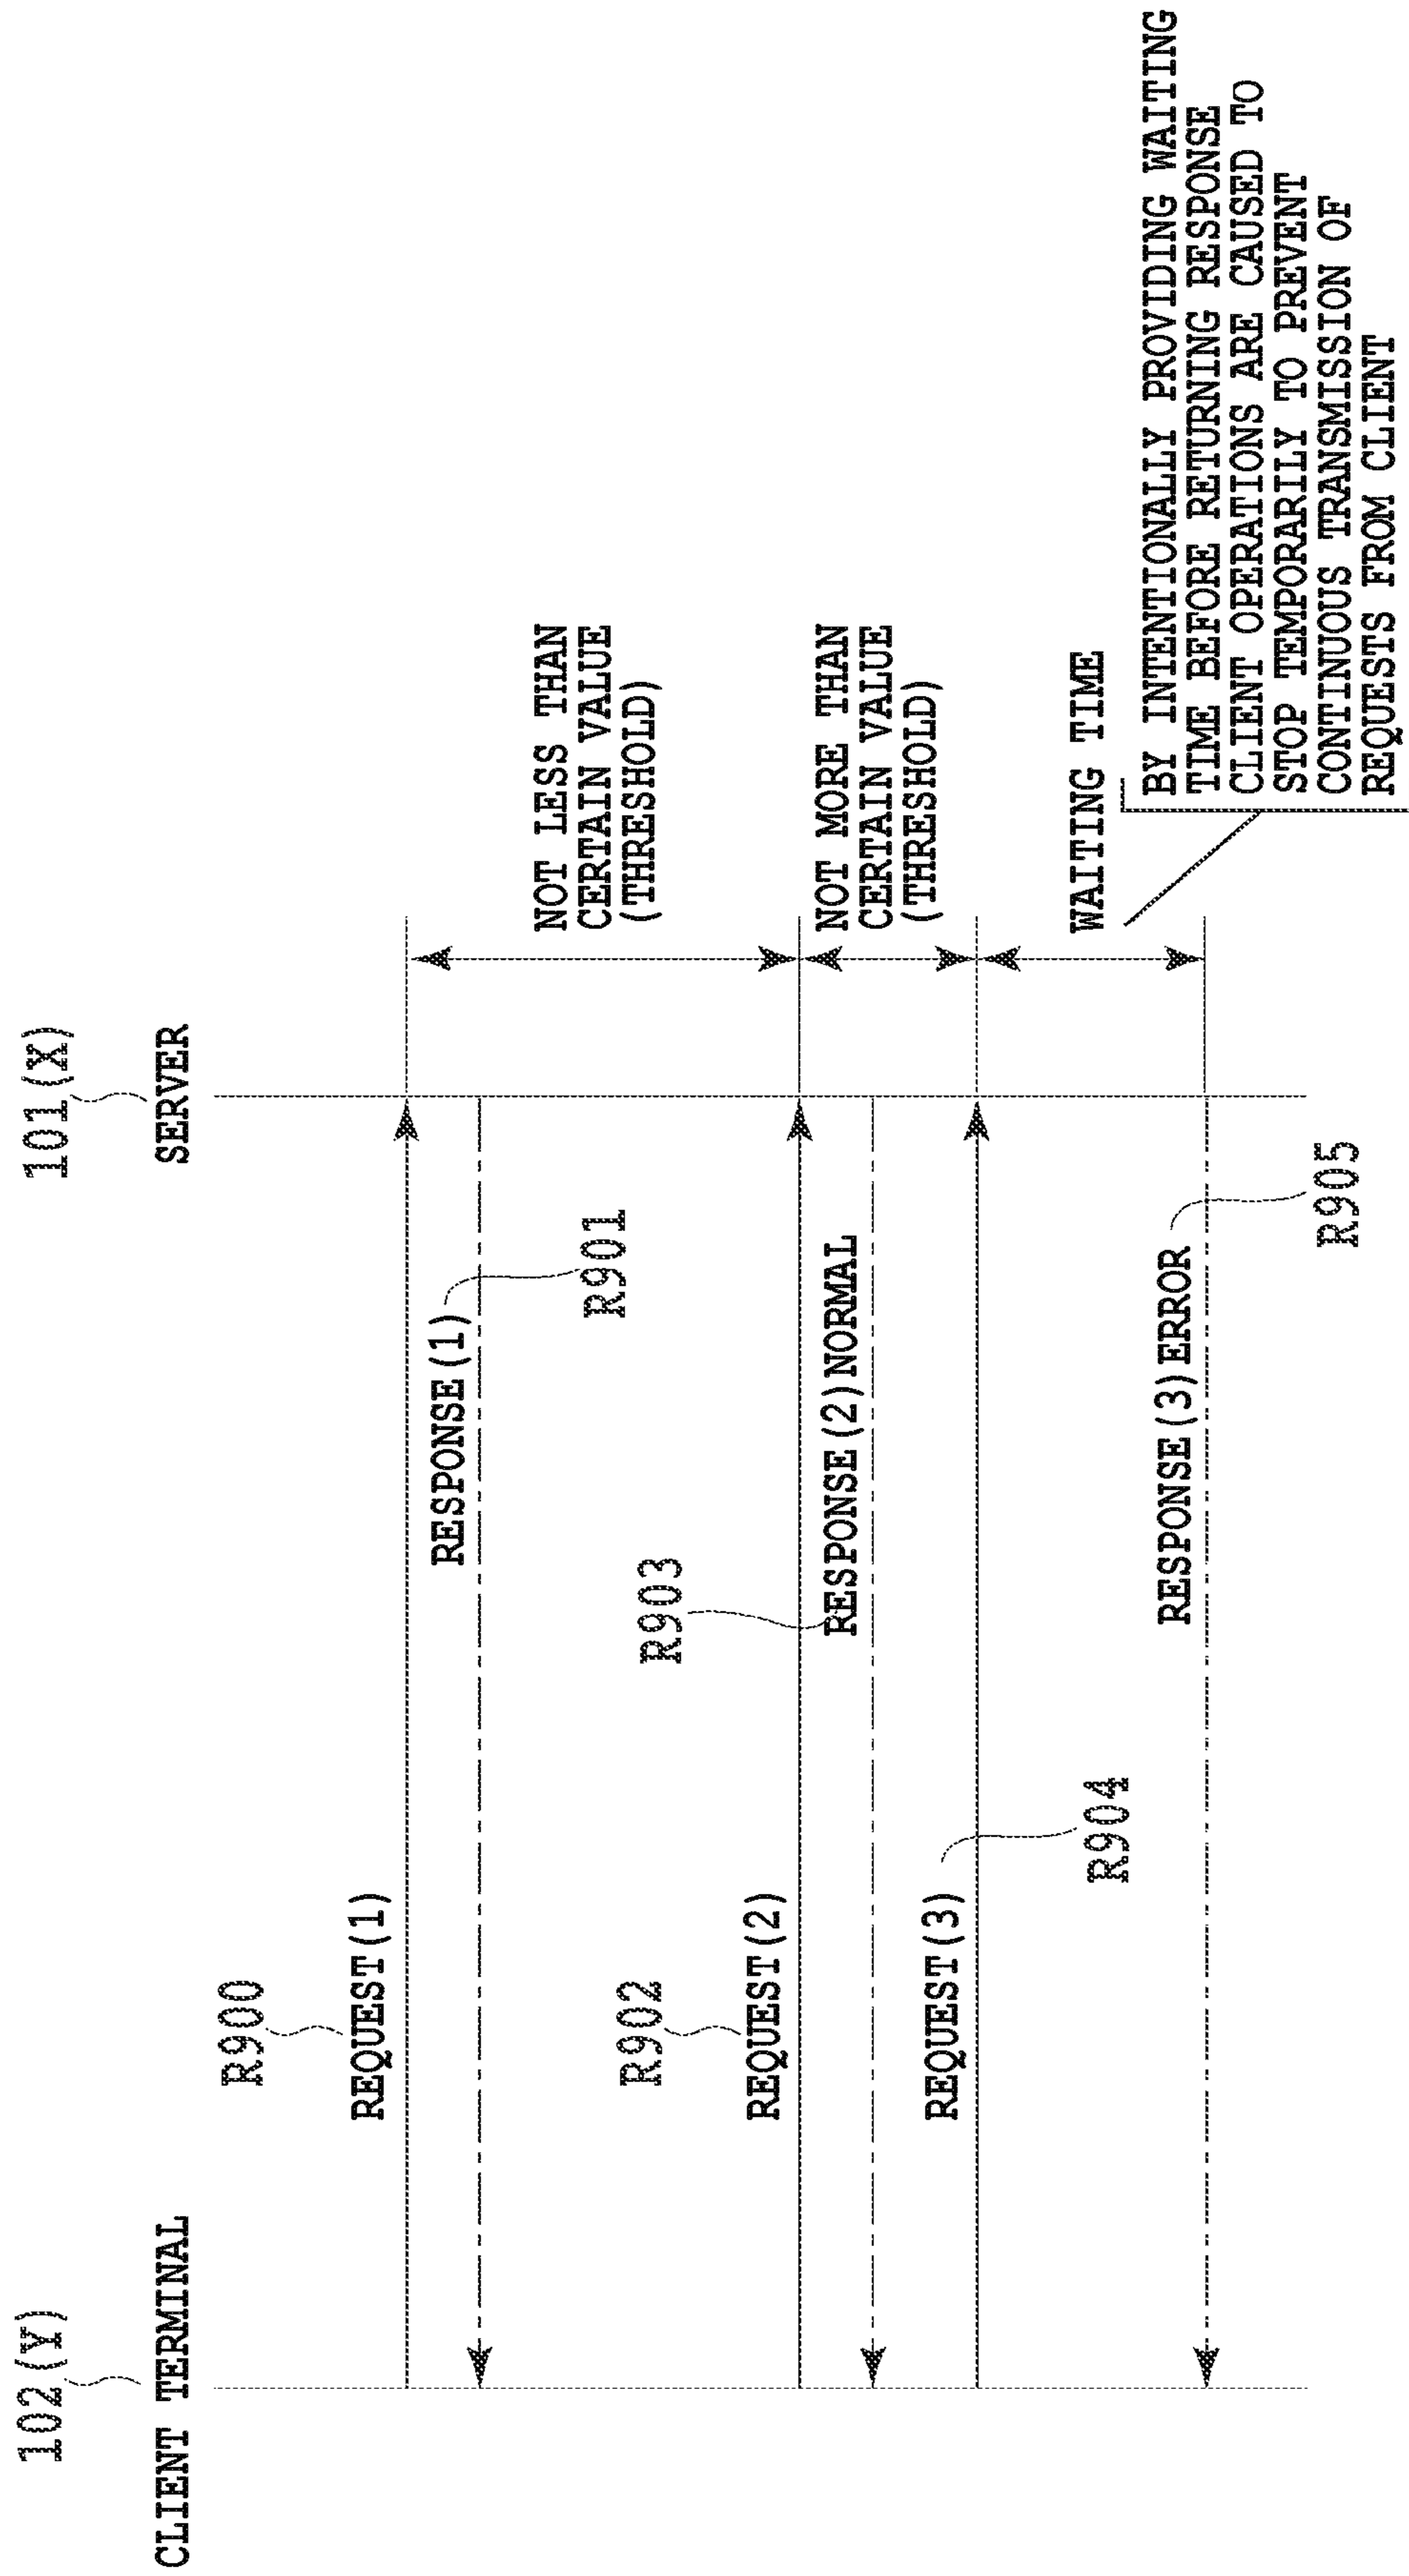 102(Y)
CLIENT TERMINAL
101(X)
SERVER
R900
REQUEST(1)
RESPONSE(1)
R901
NOT LESS THAN
CERTAIN VALUE
(THRESHOLD)
R902
REQUEST(2)
R903
RESPONSE(2)NORMAL
NOT MORE THAN
CERTAIN VALUE
(THRESHOLD)
REQUEST(3)
R904
WAITING TIME
RESPONSE(3)ERROR
R905
BY INTENTIONALLY PROVIDING WAITING
TIME BEFORE RETURNING RESPONSE
CLIENT OPERATIONS ARE CAUSED TO
STOP TEMPORARILY TO PREVENT
CONTINUOUS TRANSMISSION OF
REQUESTS FROM CLIENT